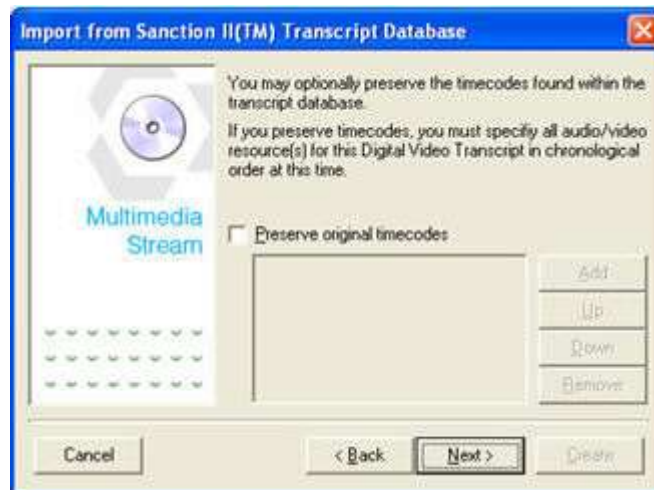 Import from Sanction II(TM) Transcript Database
You may optionally preserve the timecodes found within the
transcript database.
If you preserve timecodes, you must specifiy all audio/video
resource(s) for this Digital Video Transcript in chronological
order at this time.
Multimedia
Stream
Preserve original timecodes
Add
Up
Down
Remove
Cancel
< Back
Next >
Create